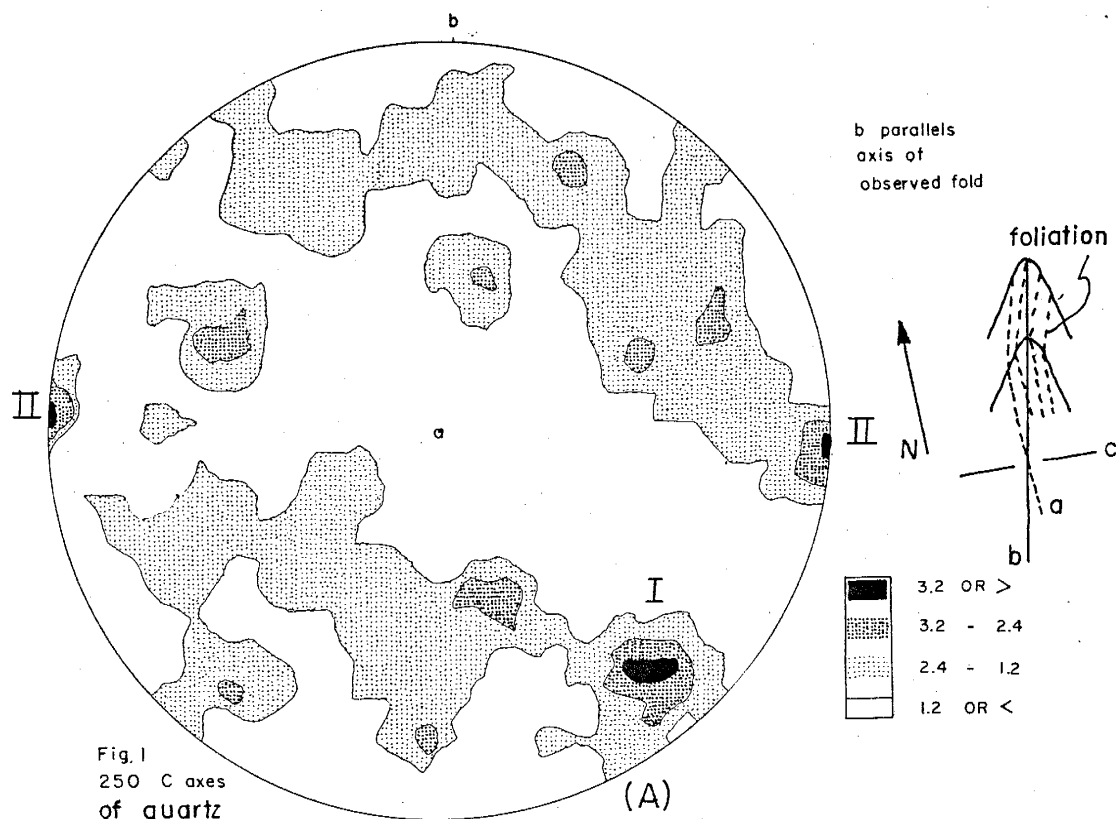 b
b parallels
axis of
observed fold
foliation
II
a
II
N
c
a
b
I
3.2 OR >
3.2 - 2.4
2.4 - 1.2
1.2 OR <
Fig. 1
250 C axes
of quartz
(A)